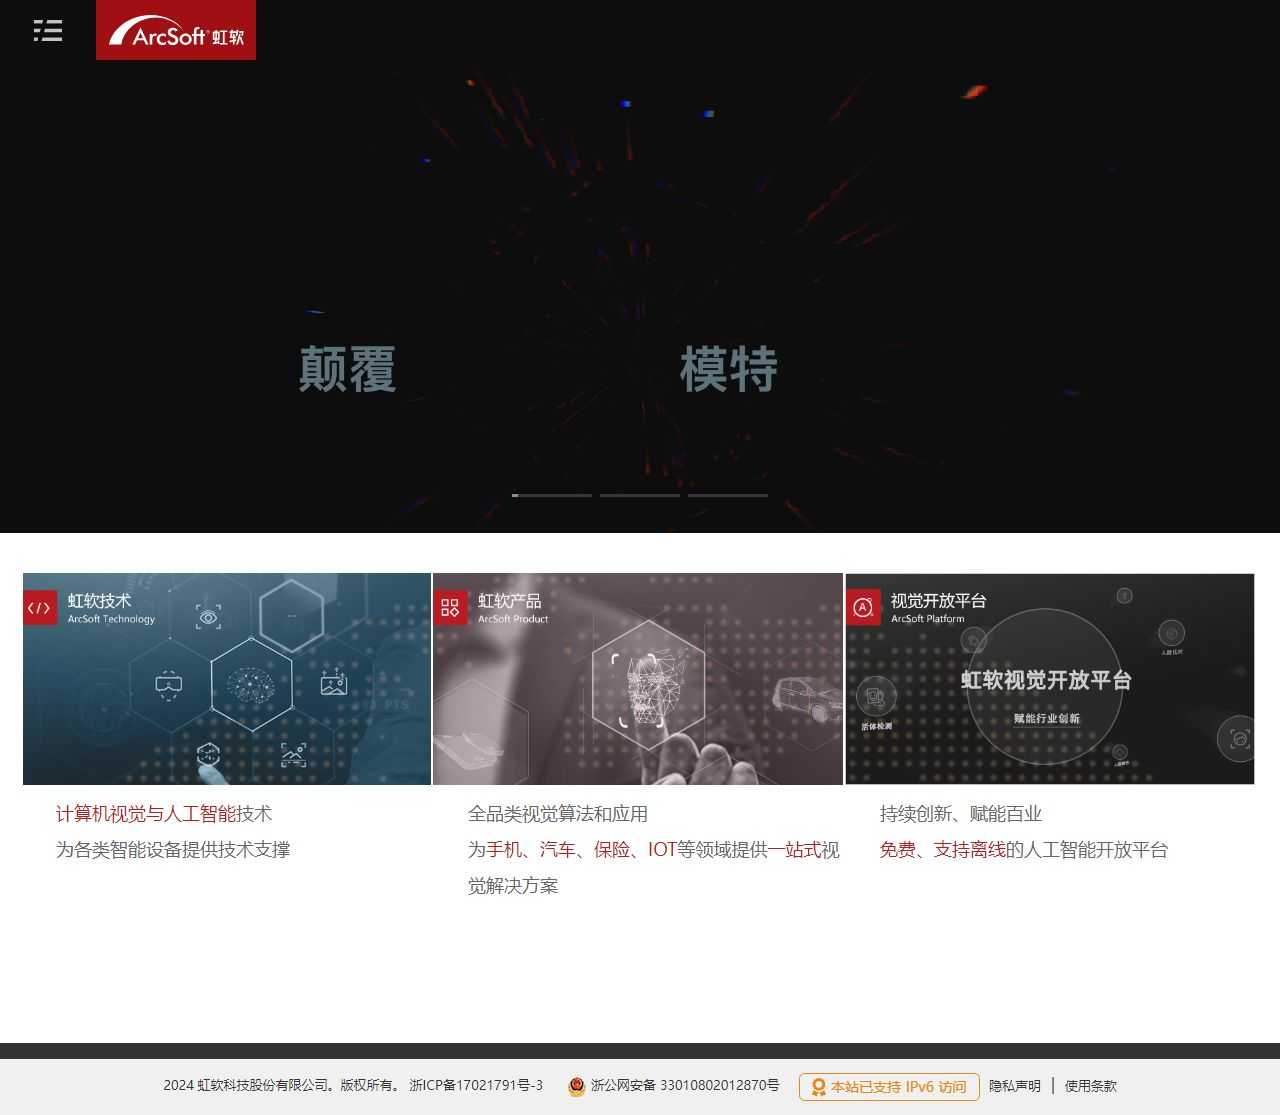 ArcSoft 虹软
颠覆 模特
虹软技术
ArcSoft Technology
虹软产品
ArcSoft Product
视觉开放平台
ArcSoft Platform
虹软视觉开放平台
赋能行业创新
活体检测
计算机视觉与人工智能技术
为各类智能设备提供技术支撑
全品类视觉算法和应用
为手机、汽车、保险、IOT等领域提供一站式视
觉解决方案
持续创新、赋能百业
免费、支持离线的人工智能开放平台
2024 虹软科技股份有限公司。版权所有。 浙ICP备17021791号-3 浙公网安备 33010802012870号 本站已支持 IPv6 访问 隐私声明 | 使用条款